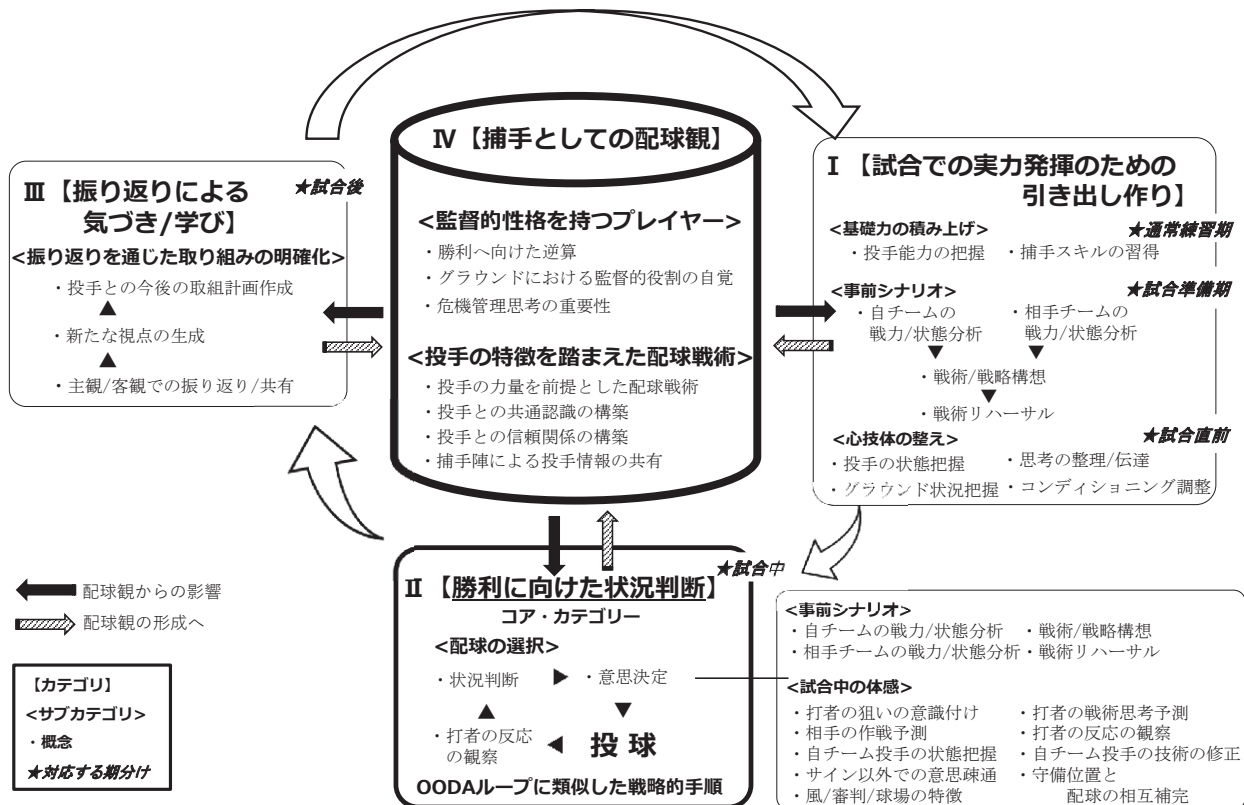 Ⅳ【捕手としての配球観】
<監督的性格を持つプレイヤー>
・勝利へ向けた逆算
・グラウンドにおける監督的役割の自覚
・危機管理思考の重要性
<投手の特徴を踏まえた配球戦術>
・投手の力量を前提とした配球戦術
・投手との共通認識の構築
・投手との信頼関係の構築
・捕手陣による投手情報の共有
Ⅲ【振り返りによる
気づき/学び】
★試合後
<振り返りを通じた取り組みの明確化>
・投手との今後の取組計画作成
▲
・新たな視点の生成
▲
・主観/客観での振り返り/共有
Ⅰ【試合での実力発揮のための
引き出し作り】
<基礎力の積み上げ> ★通常練習期
・投手能力の把握 ・捕手スキルの習得
<事前シナリオ> ★試合準備期
・自チームの ・相手チームの
戦力/状態分析 戦力/状態分析
▼ ▼
・戦術/戦略構想
▼
・戦術リハーサル
<心技体の整え> ★試合直前
・投手の状態把握 ・思考の整理/伝達
・グラウンド状況把握 ・コンディショニング調整
Ⅱ【勝利に向けた状況判断】
★試合中
コア・カテゴリー
<配球の選択>
・状況判断 ▶ ・意思決定
▲ ▼
・打者の反応 ◀ 投球
の観察
OODAループに類似した戦略的手順
<事前シナリオ>
・自チームの戦力/状態分析 ・戦術/戦略構想
・相手チームの戦力/状態分析 ・戦術リハーサル
<試合中の体感>
・打者の狙いの意識付け ・打者の戦術思考予測
・相手の作戦予測 ・打者の反応の観察
・自チーム投手の状態把握 ・自チーム投手の技術の修正
・サイン以外での意思疎通 ・守備位置と
・風/審判/球場の特徴 配球の相互補完
配球観からの影響
配球観の形成へ
【カテゴリ】
<サブカテゴリ>
・概念
★対応する期分け